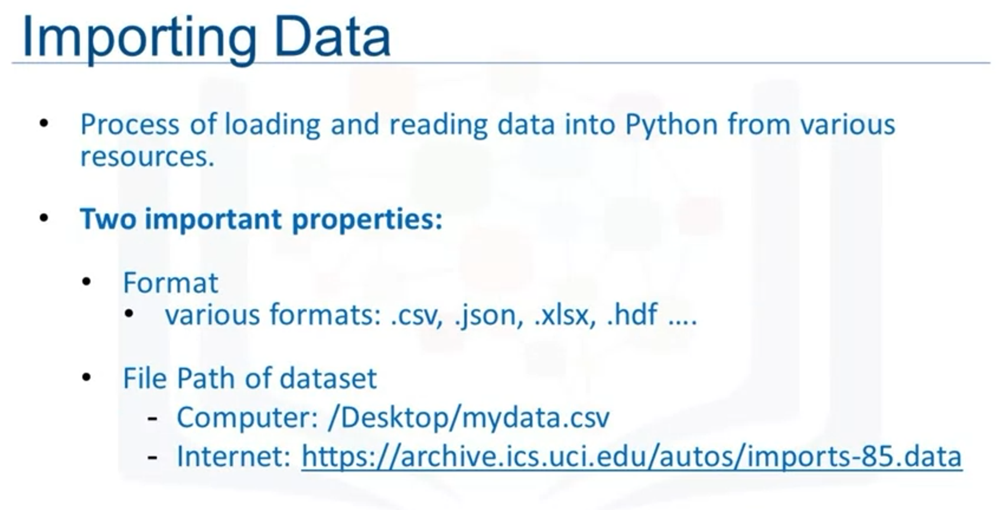 Importing Data
• Process of loading and reading data into Python from various
resources.
• Two important properties:
• Format
• various formats: .csv, .json, .xlsx, .hdf ....
• File Path of dataset
- Computer: /Desktop/mydata.csv
- Internet: https://archive.ics.uci.edu/autos/imports-85.data